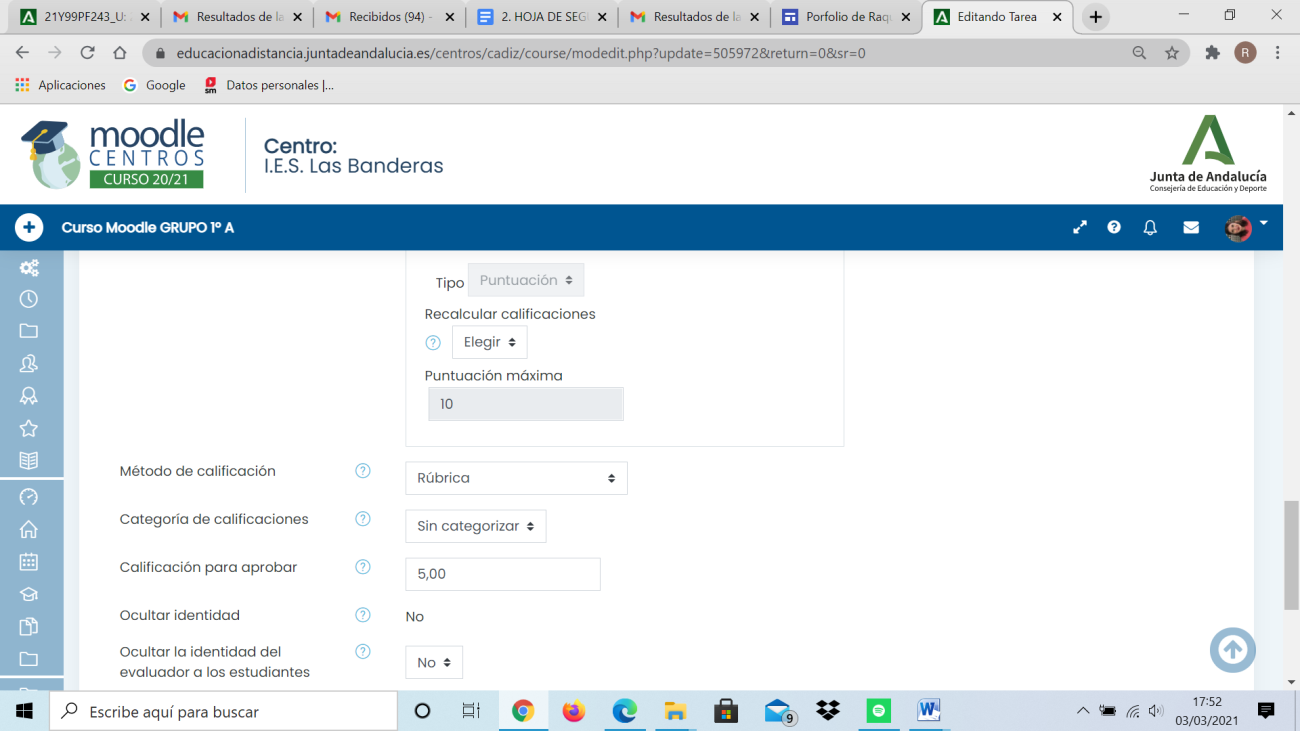 21Y99PF243_U:
Resultados de la
Recibidos (94) -
2. HOJA DE SEG
Resultados de la
Porfolio de Raqu
Editando Tarea
educacionadistancia.juntadeandalucia.es/centros/cadiz/course/modedit.php?update=505972&return=0&sr=0
R
Aplicaciones
Google
sm
Datos personales |...
moodle
CENTROS
CURSO 20/21
Centro:
I.E.S. Las Banderas
Junta de Andalucía
Consejería de Educación y Deporte
Curso Moodle GRUPO 1º A
Tipo Puntuación
Recalcular calificaciones
Elegir
Puntuación máxima
10
Método de calificación
Rúbrica
Categoría de calificaciones
Sin categorizar
Calificación para aprobar
5,00
Ocultar identidad
No
Ocultar la identidad del
evaluador a los estudiantes
No
Escribe aquí para buscar
9
W
17:52
03/03/2021